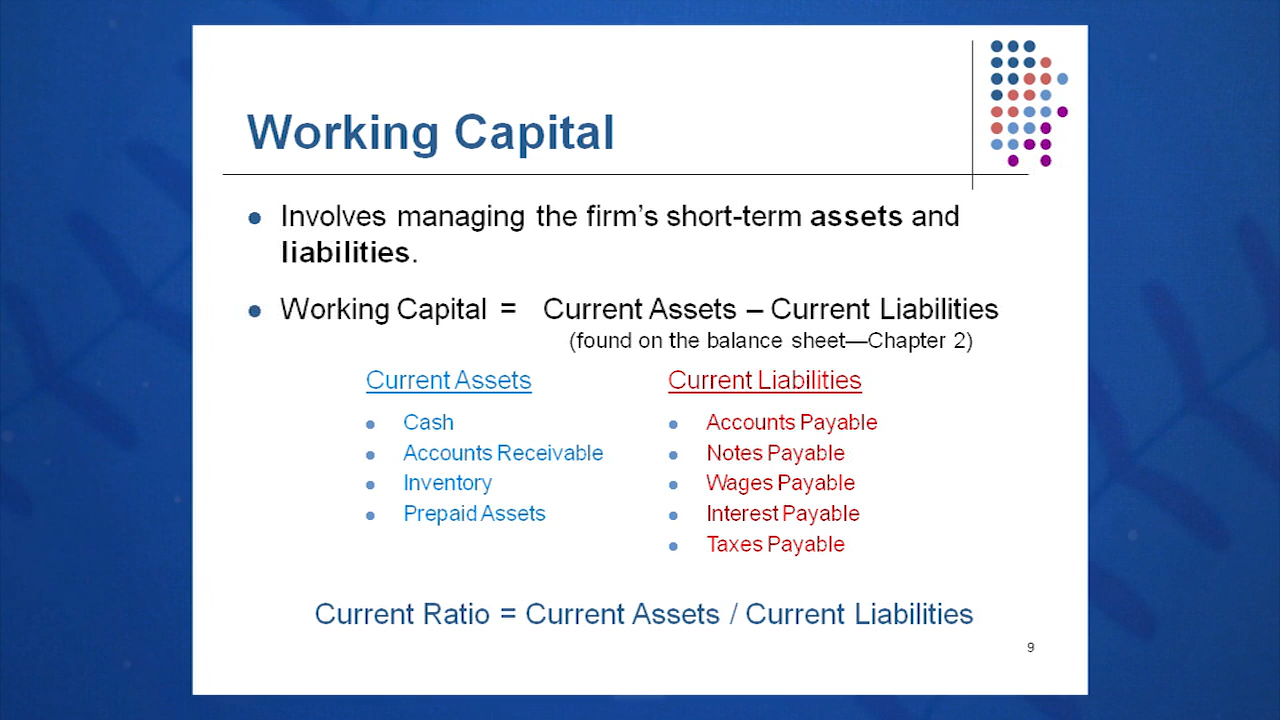 Working Capital
Involves managing the firm's short-term assets and
liabilities.
Working Capital = Current Assets – Current Liabilities
(found on the balance sheet—Chapter 2)
Current Assets
Cash
Accounts Receivable
Inventory
Prepaid Assets
Current Liabilities
Accounts Payable
Notes Payable
Wages Payable
Interest Payable
Taxes Payable
Current Ratio = Current Assets / Current Liabilities
9